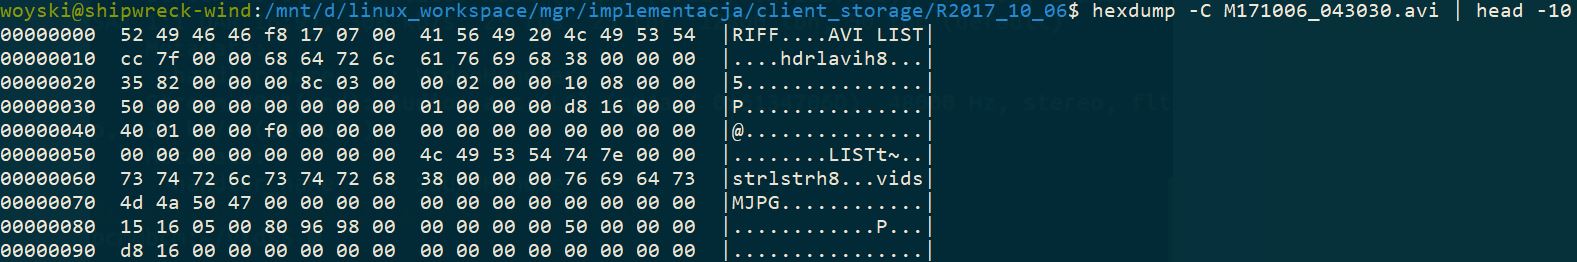 woyski@shipwreck-wind:/mnt/d/linux_workspace/mgr/implementacja/client_storage/R2017_10_06$ hexdump -C M171006_043030.avi | head -10
00000000  52 49 46 46 f8 17 07 00  41 56 49 20 4c 49 53 54  |RIFF....AVI LIST|
00000010  cc 7f 00 00 68 64 72 6c  61 76 69 68 38 00 00 00  |....hdrlavih8...|
00000020  35 82 00 00 00 8c 03 00  00 02 00 00 10 08 00 00  |5...............|
00000030  50 00 00 00 00 00 00 00  01 00 00 00 d8 16 00 00  |P...............|
00000040  40 01 00 00 f0 00 00 00  00 00 00 00 00 00 00 00  |@...............|
00000050  00 00 00 00 00 00 00 00  4c 49 53 54 74 7e 00 00  |........LISTt~..|
00000060  73 74 72 6c 73 74 72 68  38 00 00 00 76 69 64 73  |strlstrh8...vids|
00000070  4d 4a 50 47 00 00 00 00  00 00 00 00 00 00 00 00  |MJPG............|
00000080  15 16 05 00 80 96 98 00  00 00 00 00 50 00 00 00  |............P...|
00000090  d8 16 00 00 00 00 00 00  00 00 00 00 00 00 00 00  |................|